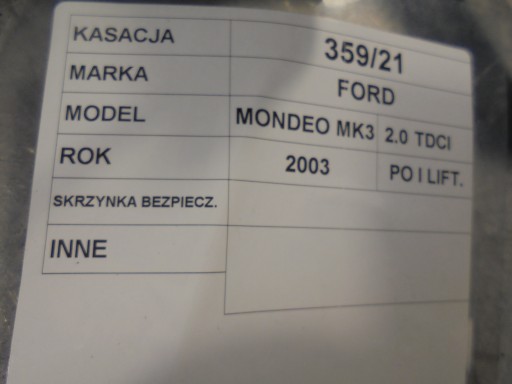 KASACJA 359/21
MARKA FORD
MODEL MONDEO MK3 2.0 TDCI
ROK 2003 PO I LIFT.
SKRZYNKA BEZPIECZ.
INNE